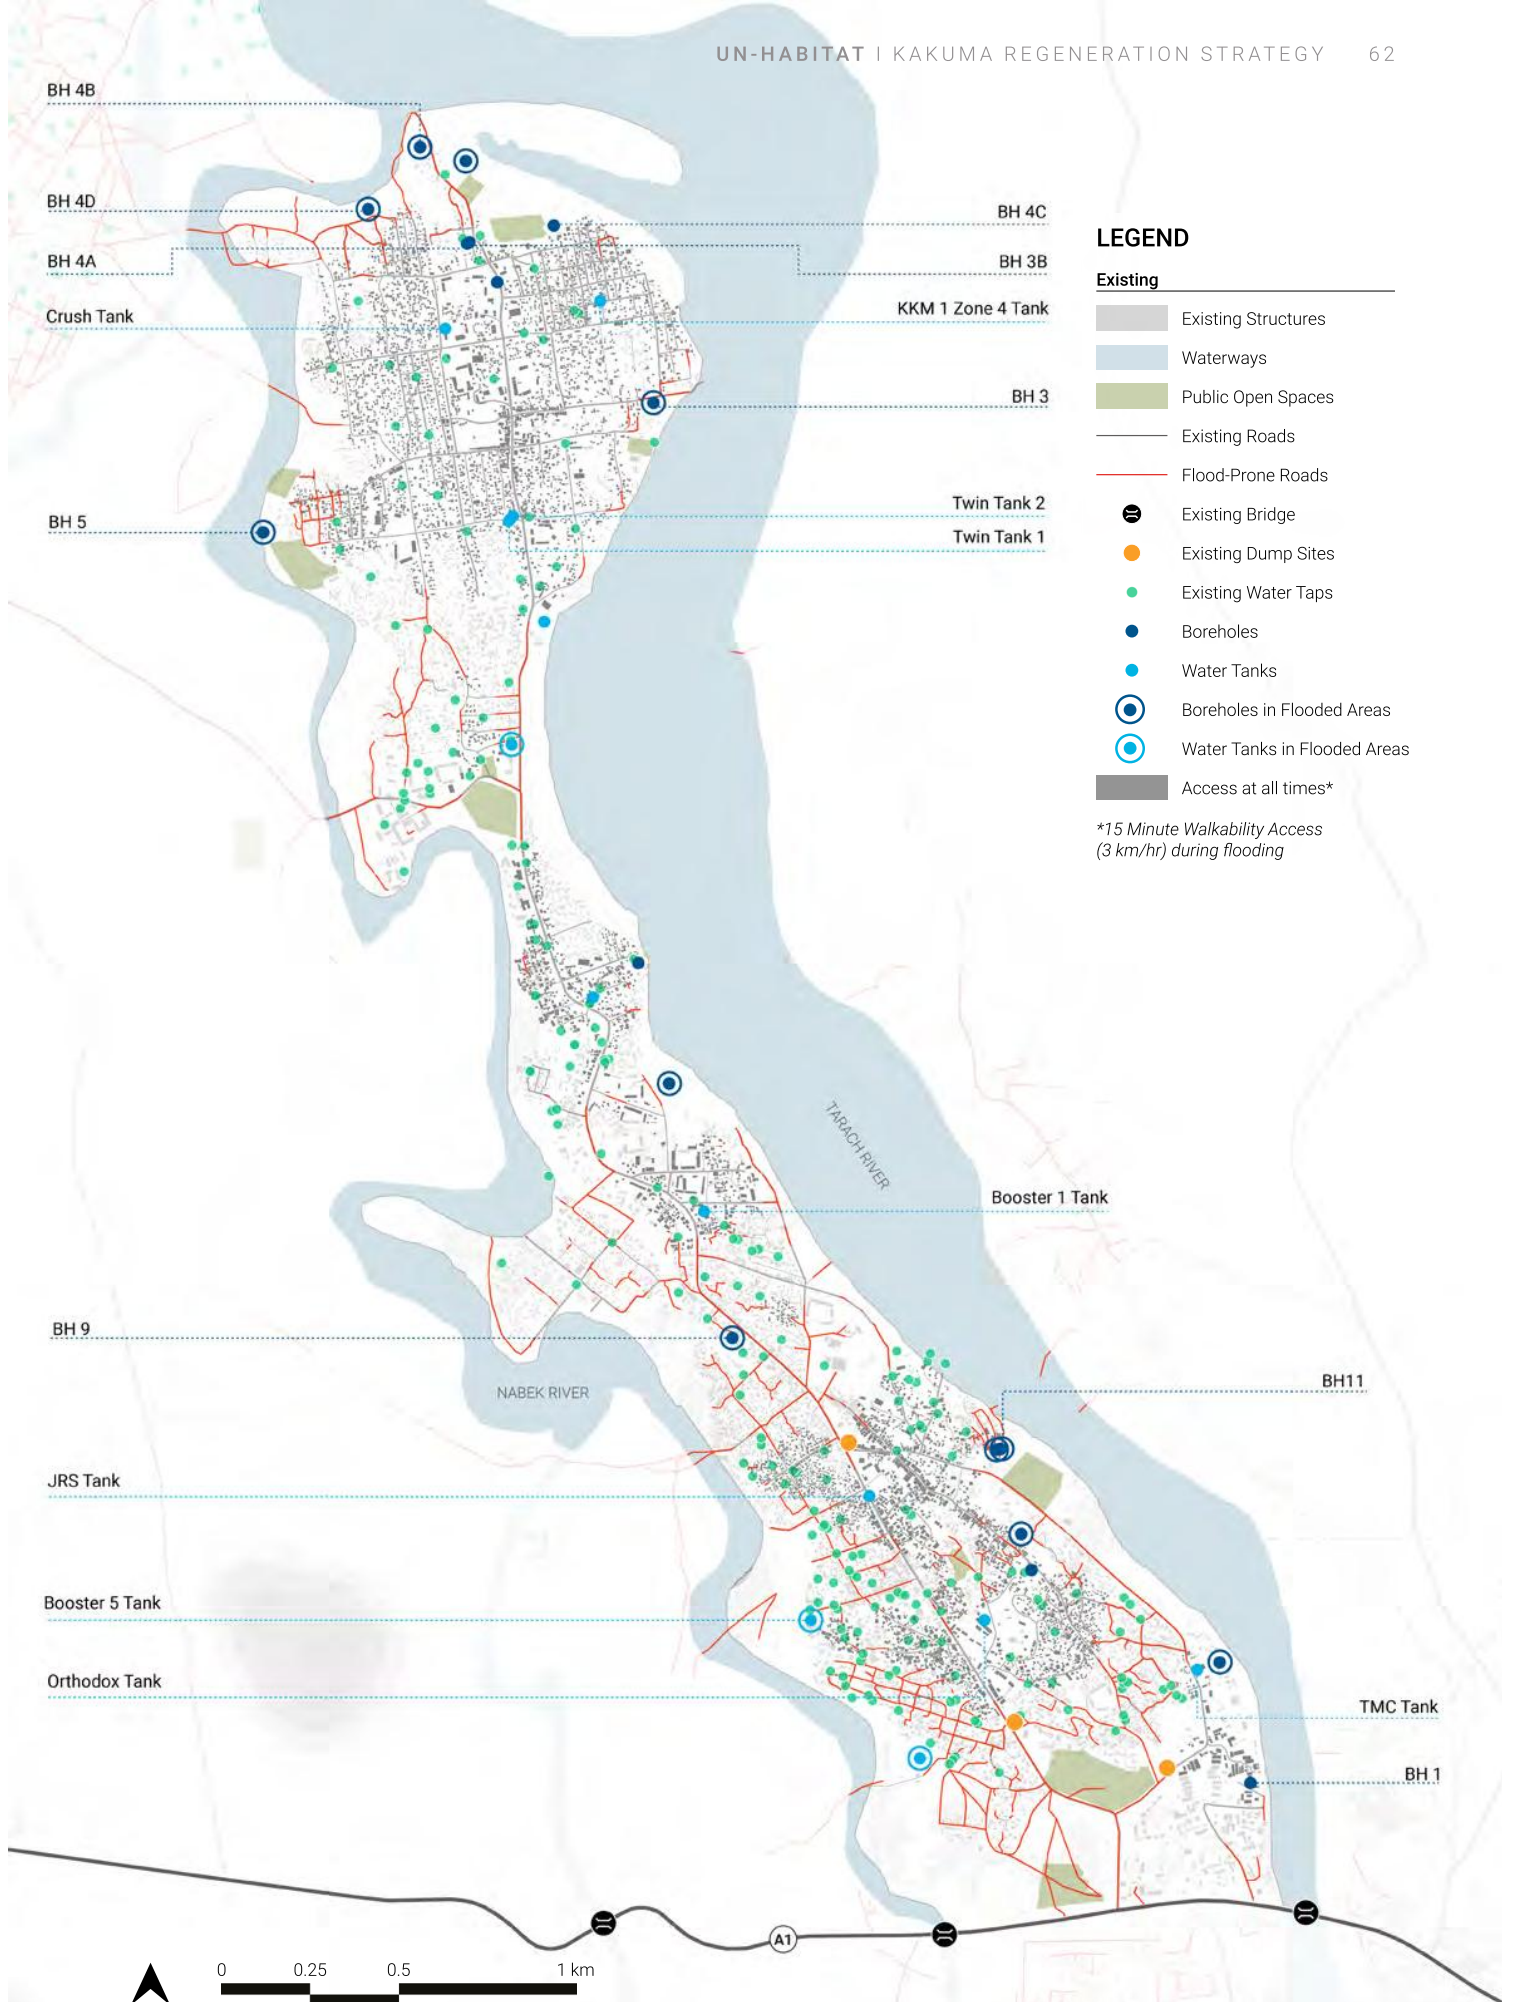 UN-HABITAT | KAKUMA REGENERATION STRATEGY 62
BH 4B
BH 4D
BH 4C
BH 4A
BH 3B
Crush Tank
KKM 1 Zone 4 Tank
BH 3
Twin Tank 2
BH 5
Twin Tank 1
LEGEND
Existing
Existing Structures
Waterways
Public Open Spaces
Existing Roads
Flood-Prone Roads
Existing Bridge
Existing Dump Sites
Existing Water Taps
Boreholes
Water Tanks
Boreholes in Flooded Areas
Water Tanks in Flooded Areas
Access at all times*
*15 Minute Walkability Access
(3 km/hr) during flooding
TARACH RIVER
Booster 1 Tank
BH 9
NABEK RIVER
BH11
JRS Tank
Booster 5 Tank
Orthodox Tank
TMC Tank
BH 1
A1
0 0.25 0.5 1 km